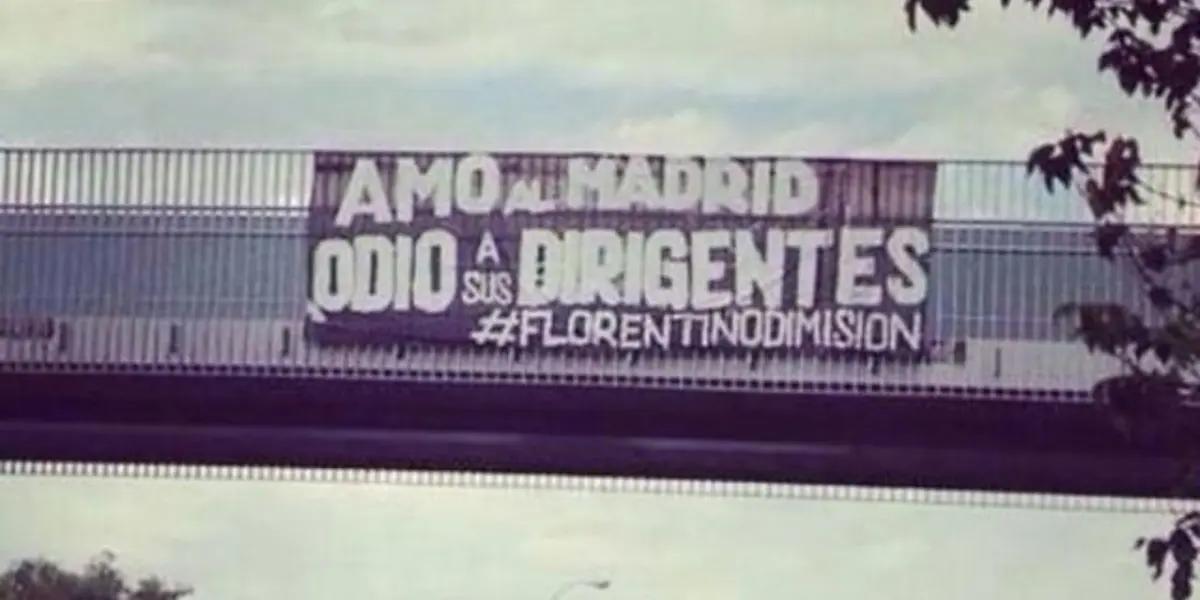 AMO AL MADRID
ODIO A SUS DIRIGENTES
#FLORENTINODIMISION